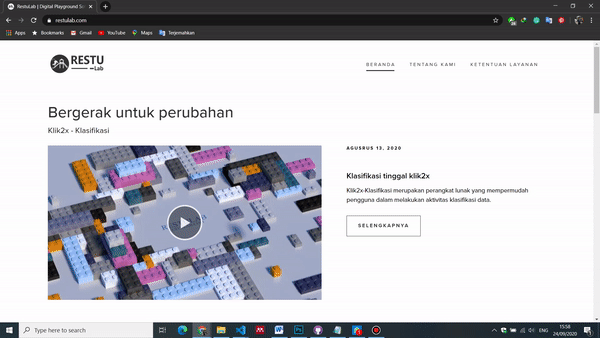 RestuLab | Digital Playground Su
restulab.com
Apps
Bookmarks
Gmail
YouTube
Maps
Terjemahkan
RESTU
Lab
BERANDA
TENTANG KAMI
KETENTUAN LAYANAN
Bergerak untuk perubahan
Klik2x - Klasifikasi
AGUSRUS 13, 2020
Klasifikasi tinggal klik2x
Klik2x-Klasifikasi merupakan perangkat lunak yang mempermudah
pengguna dalam melakukan aktivitas klasifikasi data.
SELENGKAPNYA
Type here to search
ENG
15:58
24/09/2020